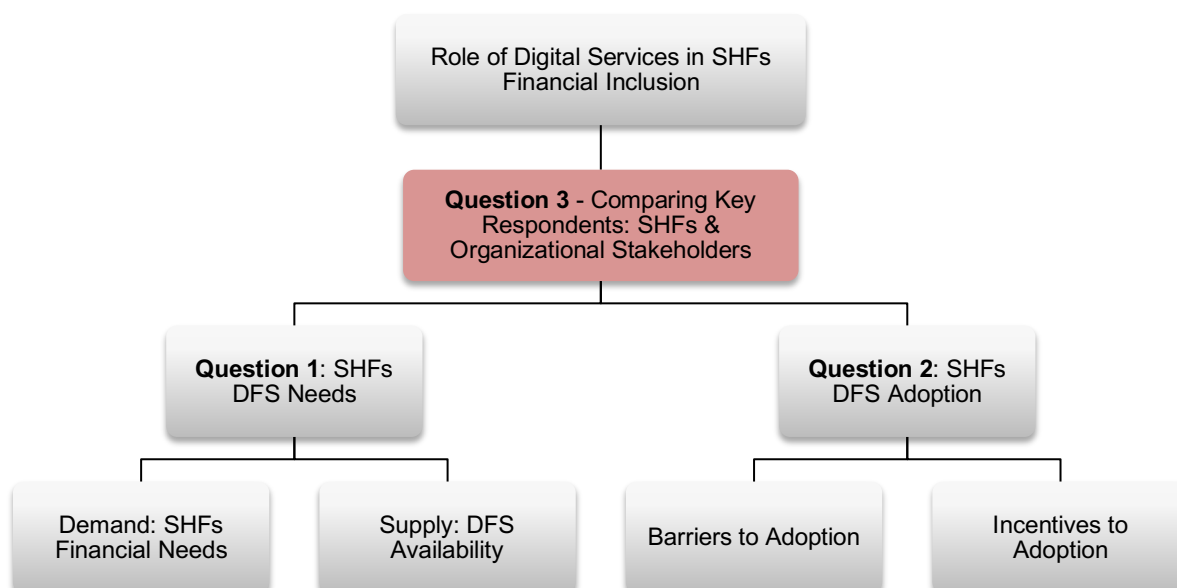 Role of Digital Services in SHFs
Financial Inclusion
Question 3 - Comparing Key
Respondents: SHFs &
Organizational Stakeholders
Question 1: SHFs
DFS Needs
Question 2: SHFs
DFS Adoption
Demand: SHFs
Financial Needs
Supply: DFS
Availability
Barriers to Adoption
Incentives to
Adoption